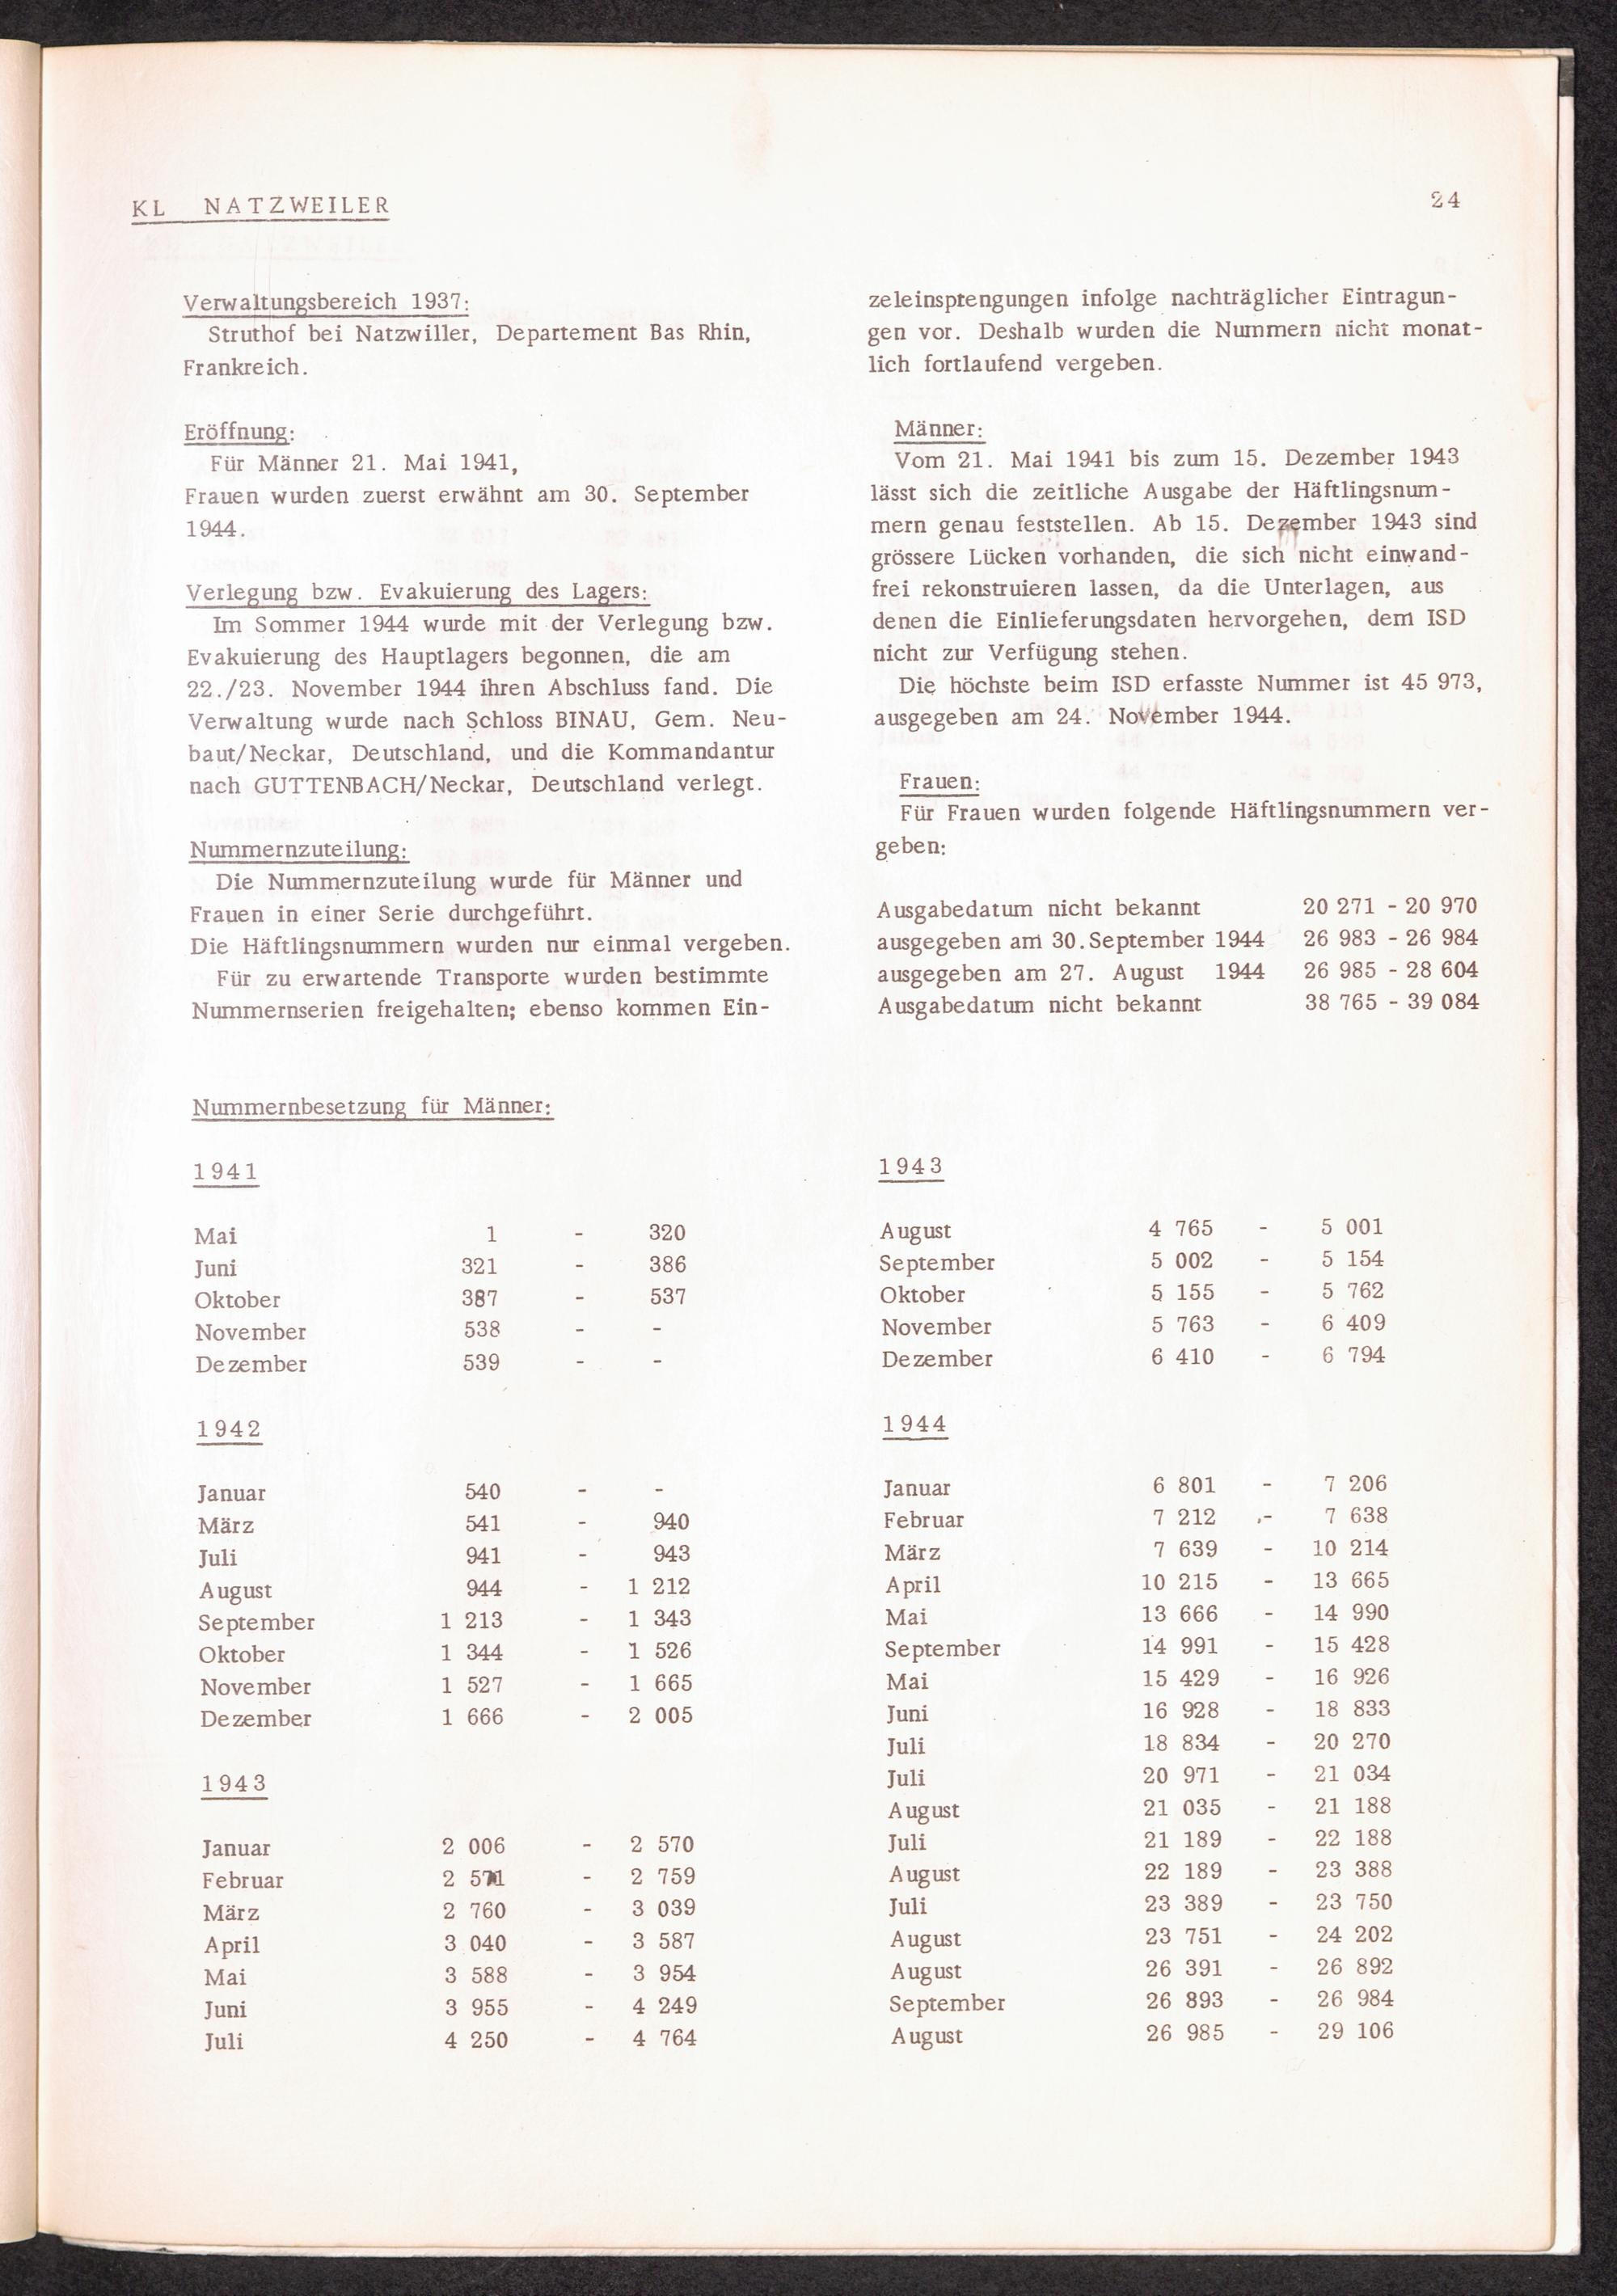 KL NATZWEILER
24
Verwaltungsbereich 1937:
Struthof bei Natzwiller, Departement Bas Rhin,
Frankreich.
Eröffnung:
Für Männer 21. Mai 1941,
Frauen wurden zuerst erwähnt am 30. September
1944.
Verlegung bzw. Evakuierung des Lagers:
Im Sommer 1944 wurde mit der Verlegung bzw.
Evakuierung des Hauptlagers begonnen, die am
22./23. November 1944 ihren Abschluss fand. Die
Verwaltung wurde nach Schloss BINAU, Gem. Neu-
baut/Neckar, Deutschland, und die Kommandantur
nach GUTTENBACH/Neckar, Deutschland verlegt.
Nummernzuteilung:
Die Nummernzuteilung wurde für Männer und
Frauen in einer Serie durchgeführt.
Die Häftlingsnummern wurden nur einmal vergeben.
Für zu erwartende Transporte wurden bestimmte
Nummernserien freigehalten; ebenso kommen Ein-
zeleinsptengungen infolge nachträglicher Eintragun-
gen vor. Deshalb wurden die Nummern nicht monat-
lich fortlaufend vergeben.
Männer:
Vom 21. Mai 1941 bis zum 15. Dezember 1943
lässt sich die zeitliche Ausgabe der Häftlingsnum-
mern genau feststellen. Ab 15. Dezember 1943 sind
grössere Lücken vorhanden, die sich nicht einwand-
frei rekonstruieren lassen, da die Unterlagen, aus
denen die Einlieferungsdaten hervorgehen, dem ISD
nicht zur Verfügung stehen.
Die höchste beim ISD erfasste Nummer ist 45 973,
ausgegeben am 24. November 1944.
Frauen:
Für Frauen wurden folgende Häftlingsnummern ver-
geben:
Ausgabedatum nicht bekannt 20 271 - 20 970
ausgegeben am 30. September 1944 26 983 - 26 984
ausgegeben am 27. August 1944 26 985 - 28 604
Ausgabedatum nicht bekannt 38 765 - 39 084
Nummernbesetzung für Männer:
1941
Mai 1 - 320
Juni 321 - 386
Oktober 387 - 537
November 538 - -
Dezember 539 - -
1942
Januar 540 - -
März 541 - 940
Juli 941 - 943
August 944 - 1 212
September 1 213 - 1 343
Oktober 1 344 - 1 526
November 1 527 - 1 665
Dezember 1 666 - 2 005
1943
Januar 2 006 - 2 570
Februar 2 571 - 2 759
März 2 760 - 3 039
April 3 040 - 3 587
Mai 3 588 - 3 954
Juni 3 955 - 4 249
Juli 4 250 - 4 764
1943
August 4 765 - 5 001
September 5 002 - 5 154
Oktober 5 155 - 5 762
November 5 763 - 6 409
Dezember 6 410 - 6 794
1944
Januar 6 801 - 7 206
Februar 7 212 - 7 638
März 7 639 - 10 214
April 10 215 - 13 665
Mai 13 666 - 14 990
September 14 991 - 15 428
Mai 15 429 - 16 926
Juni 16 928 - 18 833
Juli 18 834 - 20 270
Juli 20 971 - 21 034
August 21 035 - 21 188
Juli 21 189 - 22 188
August 22 189 - 23 388
Juli 23 389 - 23 750
August 23 751 - 24 202
August 26 391 - 26 892
September 26 893 - 26 984
August 26 985 - 29 106